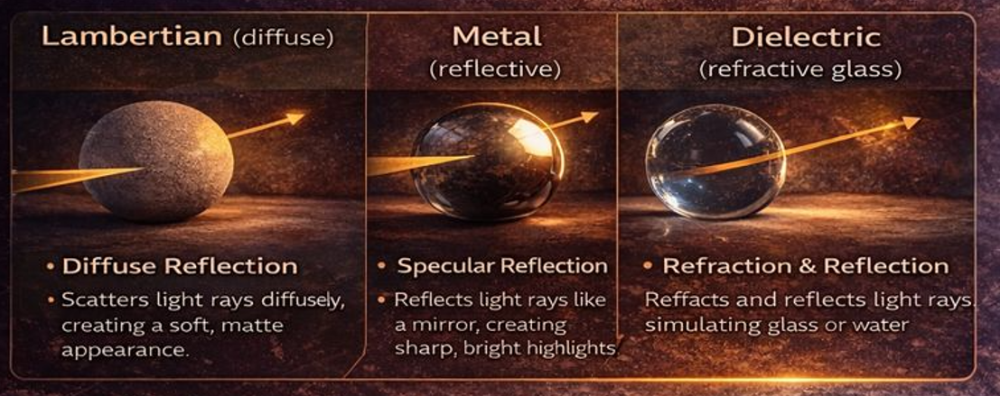 Lambertian (diffuse)
• Diffuse Reflection
• Scatters light rays diffusely,
creating a soft, matte
appearance.
Metal
(reflective)
• Specular Reflection
• Reflects light rays like
a mirror, creating
sharp, bright highlights.
Dielectric
(refractive glass)
• Refraction & Reflection
Reffacts and reflects light rays.
simulating glass or water